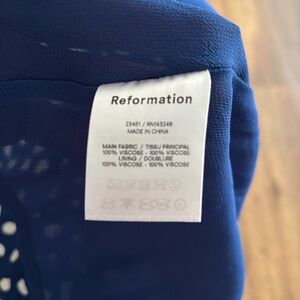 Reformation
23451 / RN143248
MADE IN CHINA
MAIN FABRIC / TISSU PRINCIPAL
100% VISCOSE - 100% VISCOSE
LINING / DOUBLURE
100% VISCOSE - 100% VISCOSE